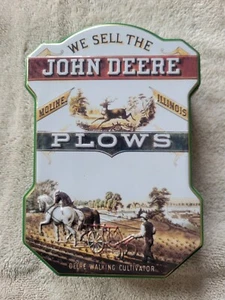 WE SELL THE
JOHN DEERE
MOLINE, ILLINOIS
PLOWS
DEERE WALKING CULTIVATOR